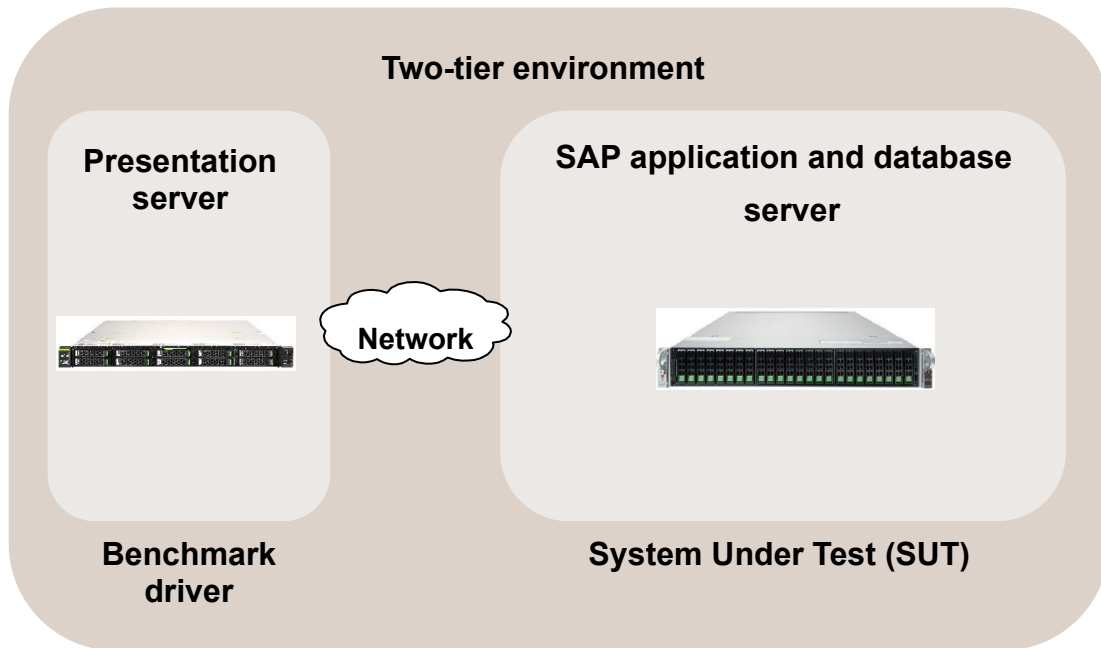 Two-tier environment
Presentation
server
SAP application and database
server
Network
Benchmark
driver
System Under Test (SUT)